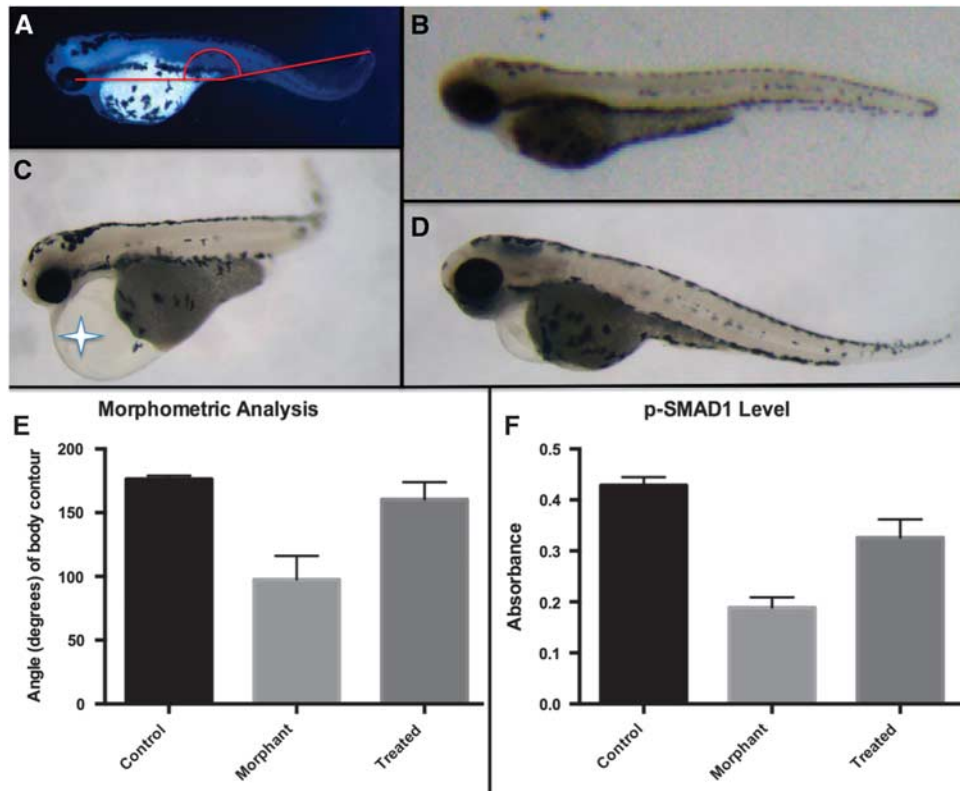 A
B
C
D
E
Morphometric Analysis
Angle (degrees) of body contour
200
150
100
50
0
Control
Morphant
Treated
F
p-SMAD1 Level
Absorbance
0.5
0.4
0.3
0.2
0.1
0.0
Control
Morphant
Treated